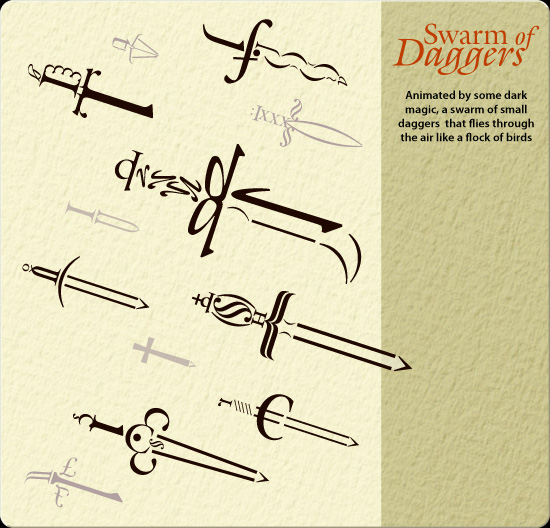 Swarm of
Daggers
Animated by some dark
magic, a swarm of small
daggers that flies through
the air like a flock of birds